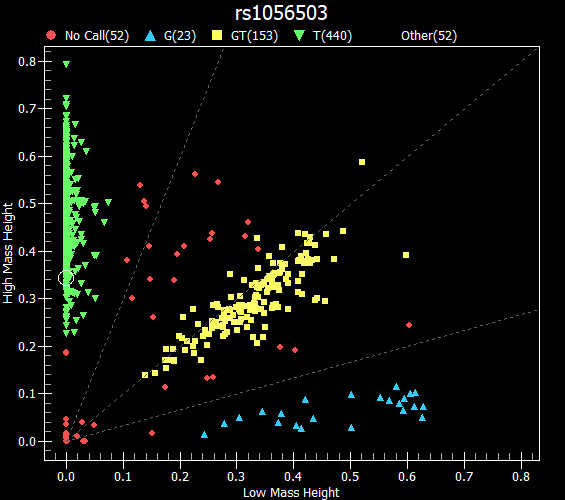 rs1056503
No Call(52) G(23) GT(153) T(440) Other(52)
High Mass Height
0.8
0.7
0.6
0.5
0.4
0.3
0.2
0.1
0.0
0.0 0.1 0.2 0.3 0.4 0.5 0.6 0.7 0.8
Low Mass Height